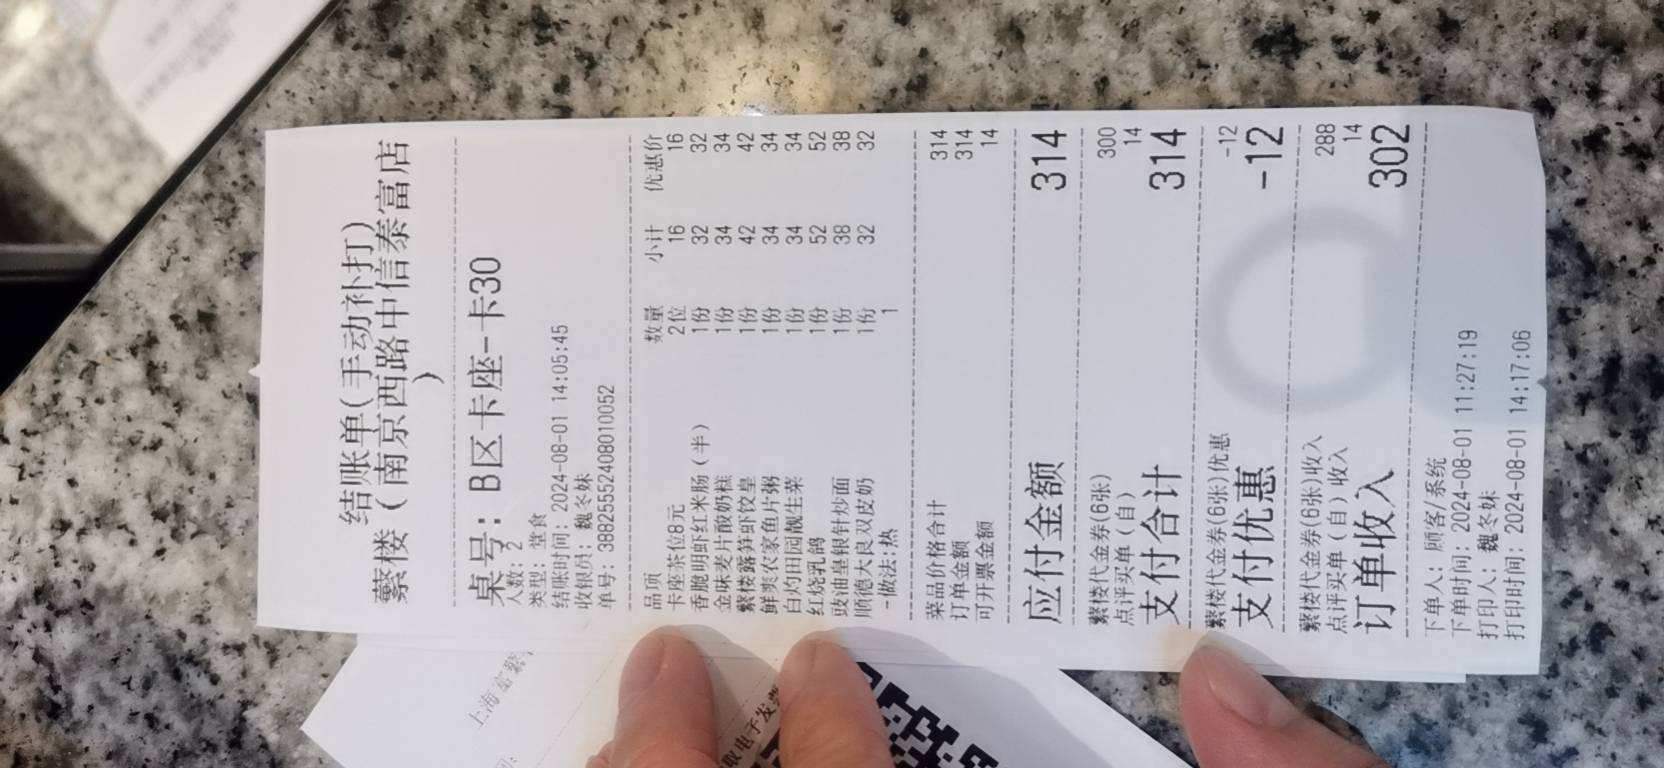 结账单(手动补打)
蘩楼（南京西路中信泰富店
）
桌号: B区卡座-卡30
人数: 2
类型: 堂食
结账时间: 2024-08-01 14:05:45
收银员: 魏冬妹
单号: 3882555240801005​2
品项 数量 小计 优惠价
卡座茶位8元 2位 16 16
香脆明虾红米肠(半) 1份 32 32
金味麦片酸奶糕 1份 34 34
蘩楼露笋虾饺皇 1份 42 42
鲜爽农家鱼片粥 1份 34 34
白灼田园靓生菜 1份 34 34
红烧乳鸽 1份 52 52
豉油皇银针炒面 1份 38 38
顺德大良双皮奶 1份 32 32
-做法:热 1
菜品价格合计 314
订单金额 314
可开票金额 14
应付金额 314
蘩楼代金券(6张) 300
点评买单（自） 14
支付合计 314
蘩楼代金券(6张)优惠 -12
支付优惠 -12
蘩楼代金券(6张)收入 288
点评买单（自）收入 14
订单收入 302
下单人: 顾客/系统
下单时间: 2024-08-01 11:27:19
打印人: 魏冬妹
打印时间: 2024-08-01 14:17:06
上海
取电子发票